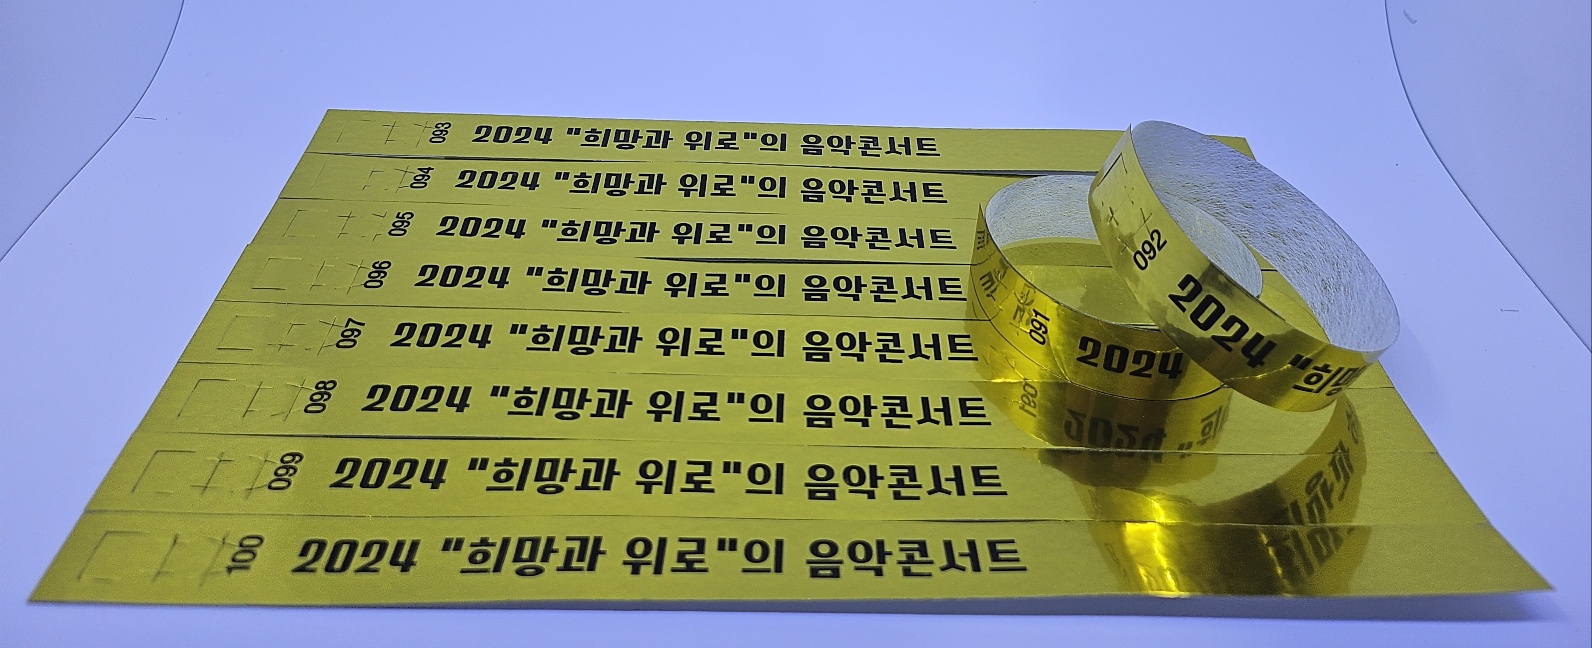 093 2024 "희망과 위로"의 음악콘서트
094 2024 "희망과 위로"의 음악콘서트
095 2024 "희망과 위로"의 음악콘서트
096 2024 "희망과 위로"의 음악콘서트
097 2024 "희망과 위로"의 음악콘서트
098 2024 "희망과 위로"의 음악콘서트
099 2024 "희망과 위로"의 음악콘서트
100 2024 "희망과 위로"의 음악콘서트
091 2024
092 2024 "희망